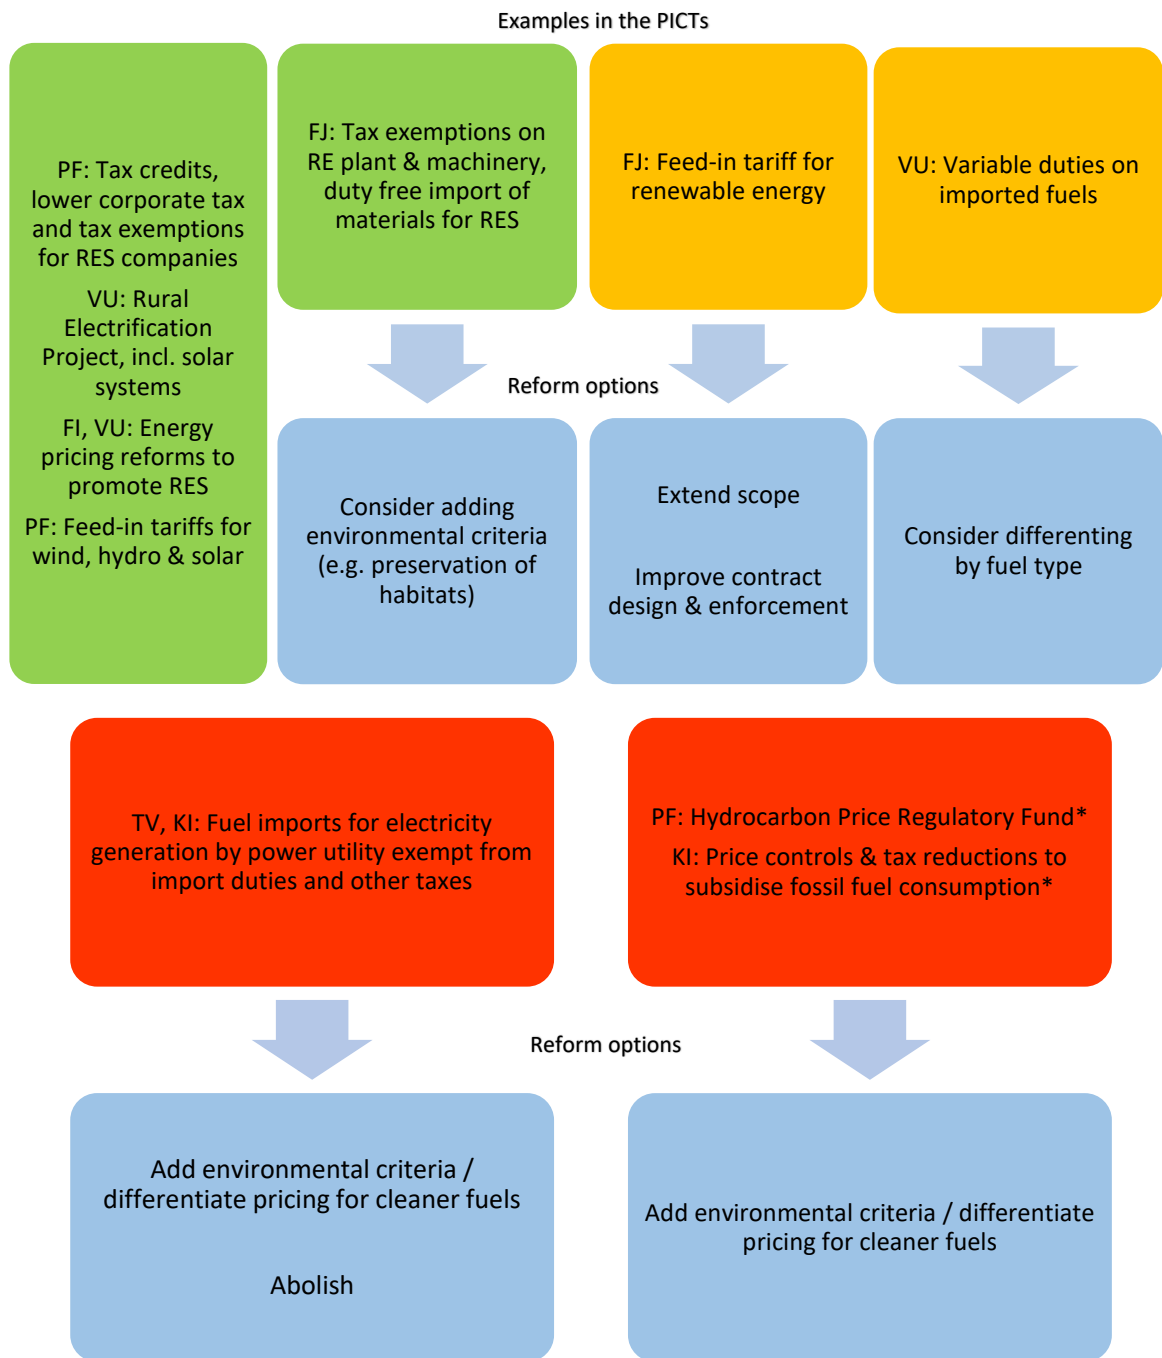 Examples in the PICTs
PF: Tax credits,
lower corporate tax
and tax exemptions
for RES companies
VU: Rural
Electrification
Project, incl. solar
systems
FI, VU: Energy
pricing reforms to
promote RES
PF: Feed-in tariffs for
wind, hydro & solar
FJ: Tax exemptions on
RE plant & machinery,
duty free import of
materials for RES
FJ: Feed-in tariff for
renewable energy
VU: Variable duties on
imported fuels
Reform options
Consider adding
environmental criteria
(e.g. preservation of
habitats)
Extend scope
Improve contract
design & enforcement
Consider differenting
by fuel type
TV, KI: Fuel imports for electricity
generation by power utility exempt from
import duties and other taxes
PF: Hydrocarbon Price Regulatory Fund*
KI: Price controls & tax reductions to
subsidise fossil fuel consumption*
Reform options
Add environmental criteria /
differentiate pricing for cleaner fuels
Abolish
Add environmental criteria / differentiate
pricing for cleaner fuels